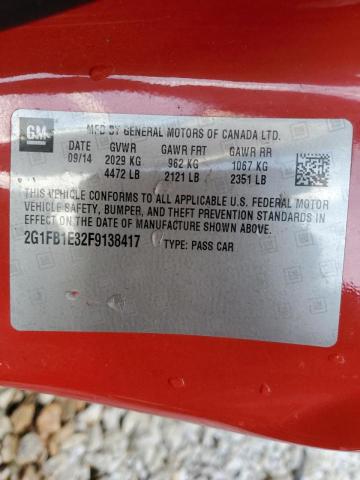 GM
MFD BY GENERAL MOTORS OF CANADA LTD.
DATE GVWR GAWR FRT GAWR RR
09/14 2029 KG 962 KG 1067 KG
4472 LB 2121 LB 2351 LB
THIS VEHICLE CONFORMS TO ALL APPLICABLE U.S. FEDERAL MOTOR
VEHICLE SAFETY, BUMPER, AND THEFT PREVENTION STANDARDS
IN EFFECT ON THE DATE OF MANUFACTURE SHOWN ABOVE.
2G1FB1E32F9138417 TYPE: PASS CAR